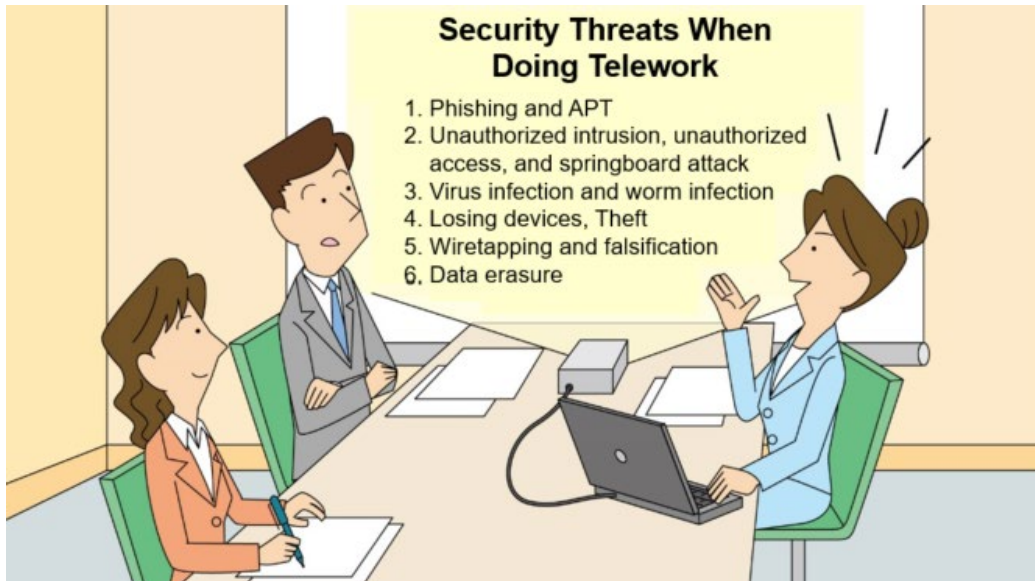 Security Threats When
Doing Telework
1. Phishing and APT
2. Unauthorized intrusion, unauthorized
access, and springboard attack
3. Virus infection and worm infection
4. Losing devices, Theft
5. Wiretapping and falsification
6. Data erasure